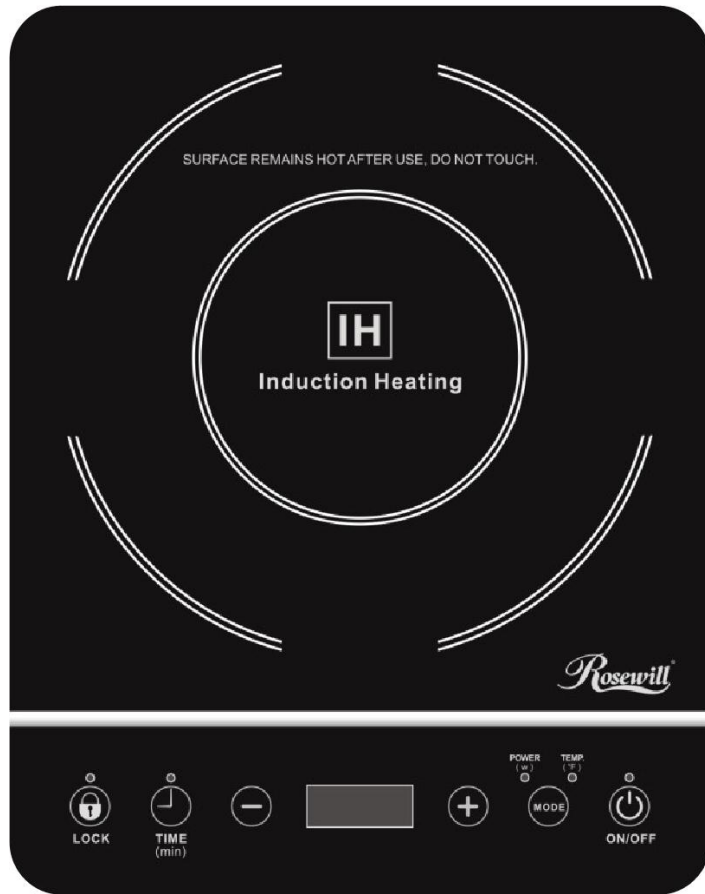 SURFACE REMAINS HOT AFTER USE, DO NOT TOUCH.
IH
Induction Heating
Rosewill®
POWER
(W)
TEMP.
(°F)
LOCK
TIME
(min)
−
+
MODE
ON/OFF